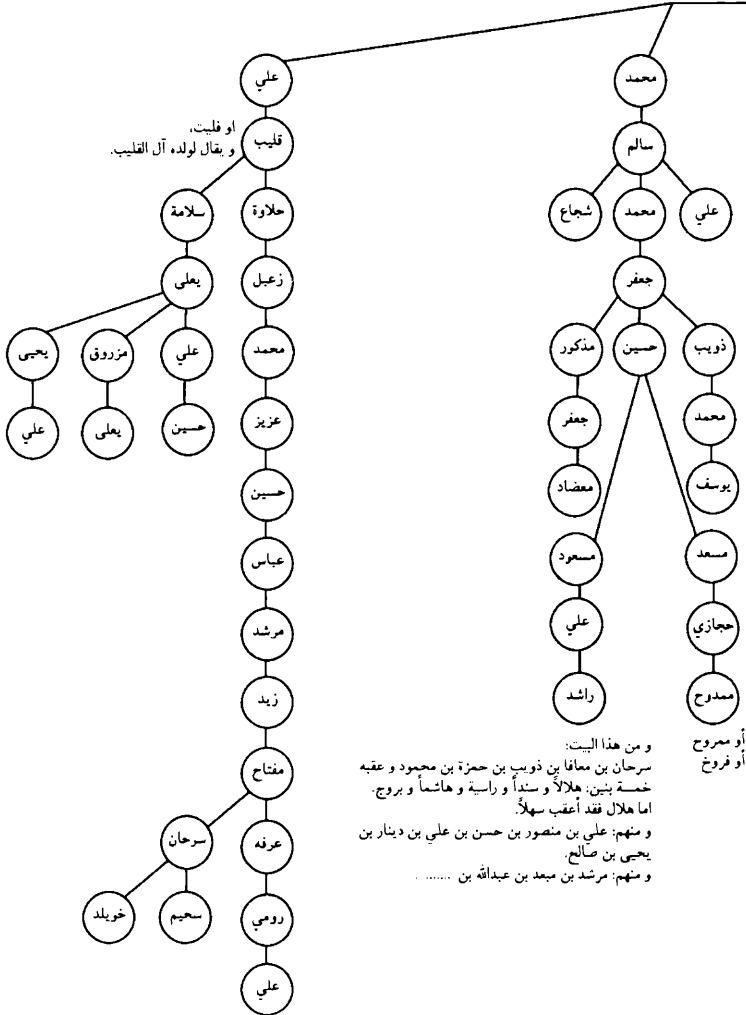 محمد
علي
سالم
قليب
او فليت،
و يقال لولده آل القليب.
علي
محمد
شجاع
حلاوة
سلامة
جعفر
زعبل
يعلى
ذويب
حسين
مذكور
محمد
علي
مزروق
يحيى
محمد
جعفر
عزيز
حسين
يعلى
علي
يوسف
معضاد
حسين
مسعد
مسعود
عباس
حجازي
علي
مرشد
ممدوح
راشد
زيد
أو ممروح
أو فروخ
و من هذا البيت:
سرحان بن معافا بن ذويب بن حمزة بن محمود و عقبه
خمسة بنين: هلالاً و سنداً و راسية و هاشماً و بروج.
اما هلال فقد أعقب سهلاً.
و منهم: علي بن منصور بن حسن بن علي بن دينار بن
يحيى بن صالح.
و منهم: مرشد بن مبعد بن عبدالله بن ........ .
مفتاح
عرفه
سرحان
رومي
سحيم
خويلد
علي